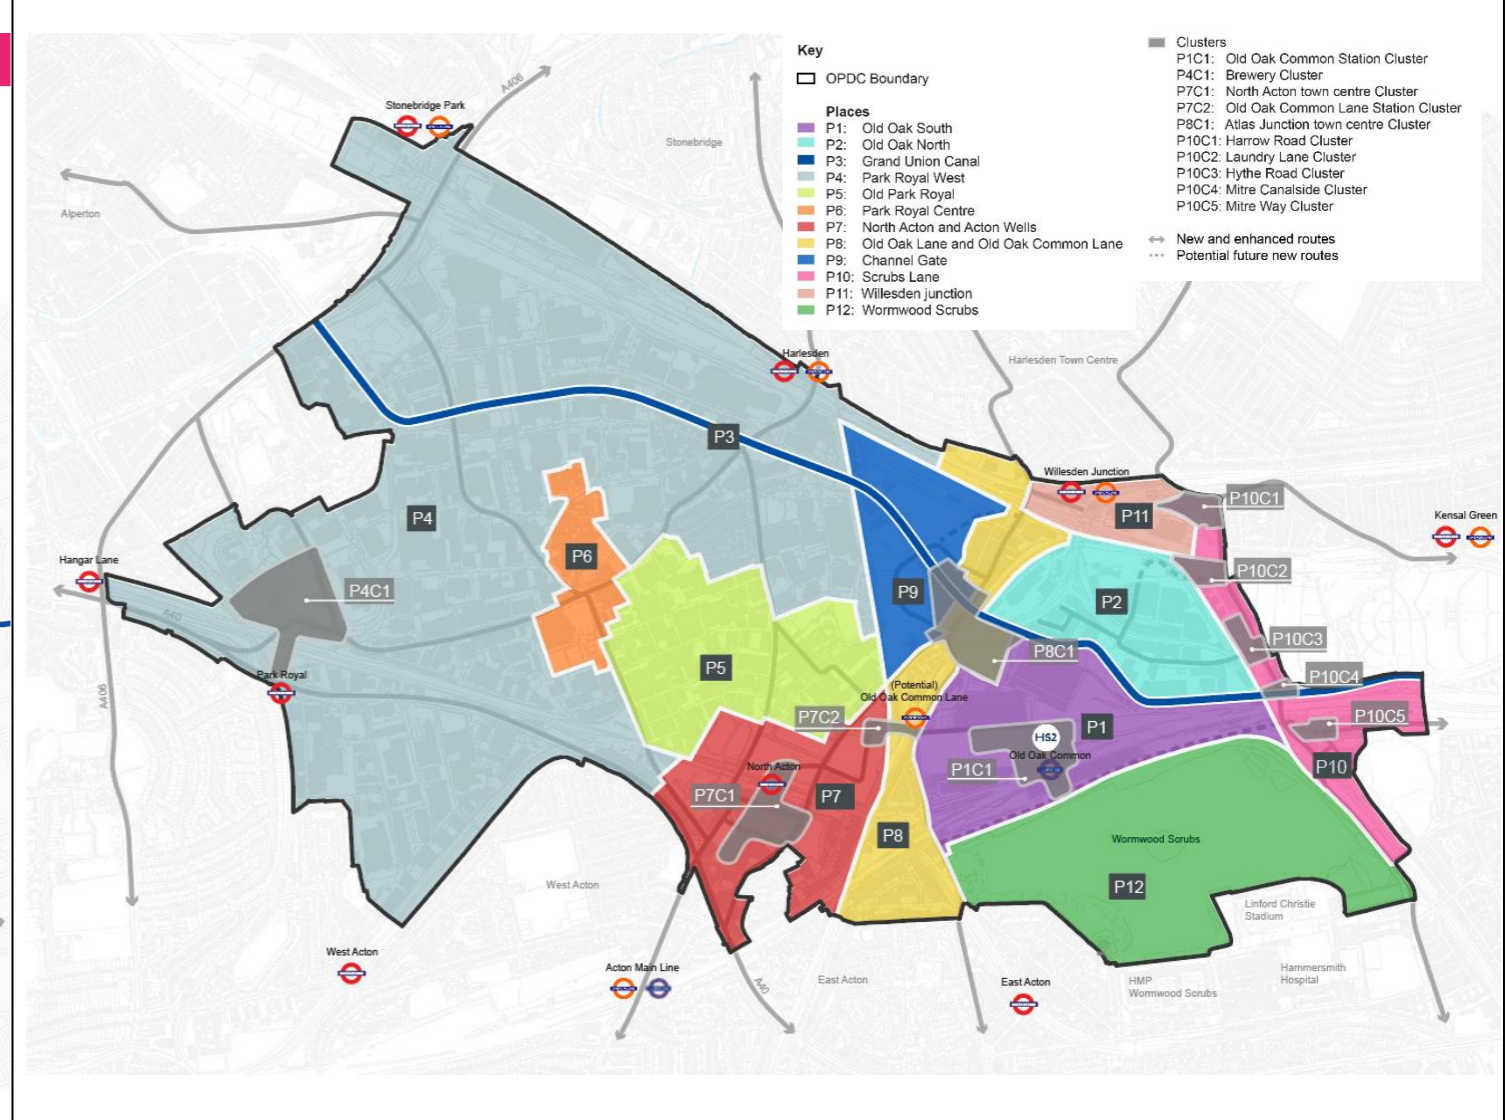 Key
OPDC Boundary
Places
P1: Old Oak South
P2: Old Oak North
P3: Grand Union Canal
P4: Park Royal West
P5: Old Park Royal
P6: Park Royal Centre
P7: North Acton and Acton Wells
P8: Old Oak Lane and Old Oak Common Lane
P9: Channel Gate
P10: Scrubs Lane
P11: Willesden junction
P12: Wormwood Scrubs
Clusters
P1C1: Old Oak Common Station Cluster
P4C1: Brewery Cluster
P7C1: North Acton town centre Cluster
P7C2: Old Oak Common Lane Station Cluster
P8C1: Atlas Junction town centre Cluster
P10C1: Harrow Road Cluster
P10C2: Laundry Lane Cluster
P10C3: Hythe Road Cluster
P10C4: Mitre Canalside Cluster
P10C5: Mitre Way Cluster
New and enhanced routes
Potential future new routes
A406
Stonebridge Park
Stonebridge
Alperton
Harlesden
Harlesden Town Centre
P3
Willesden Junction
P10C1
P11
Kensal Green
P4
P6
Hangar Lane
P10C2
P4C1
P9
P2
A40
P10C3
P8C1
P5
Park Royal
P10C4
(Potential)
Old Oak Common Lane
A406
P7C2
P10C5
P1
HS2
Old Oak Common
P1C1
P10
North Acton
P7C1
P7
P8
Wormwood Scrubs
P12
West Acton
Linford Christie
Stadium
West Acton
Acton Main Line
A40
East Acton
East Acton
HMP
Wormwood Scrubs
Hammersmith
Hospital